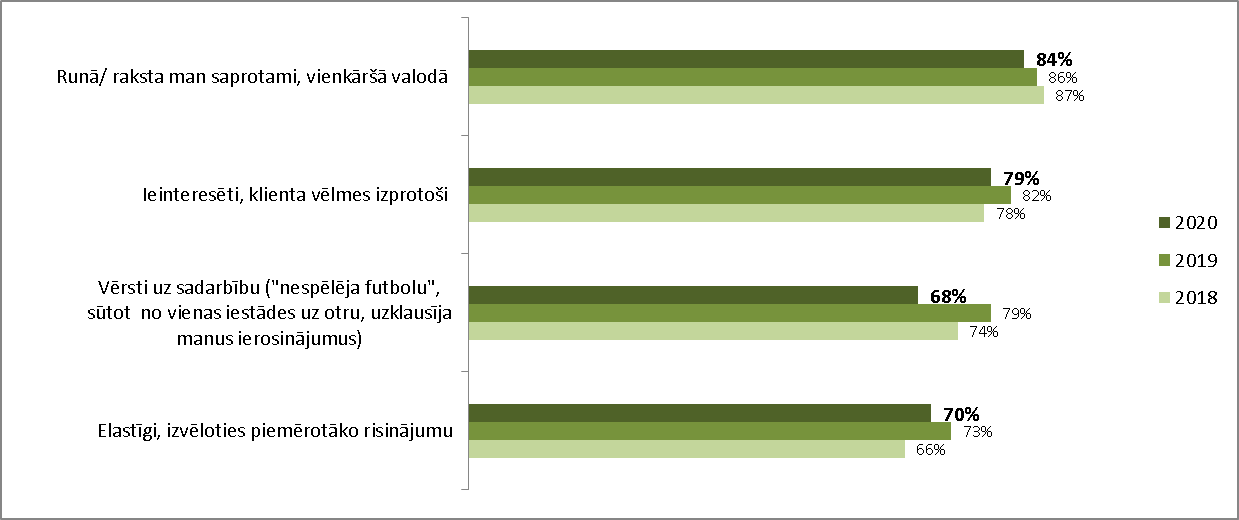 Runā/ raksta man saprotami, vienkāršā valodā
84%
86%
87%
Ieinteresēti, klienta vēlmes izprotoši
79%
82%
78%
Vērsti uz sadarbību ("nespēlēja futbolu",
sūtot  no vienas iestādes uz otru, uzklausīja
manus ierosinājumus)
68%
79%
74%
Elastīgi, izvēloties piemērotāko risinājumu
70%
73%
66%
2020
2019
2018